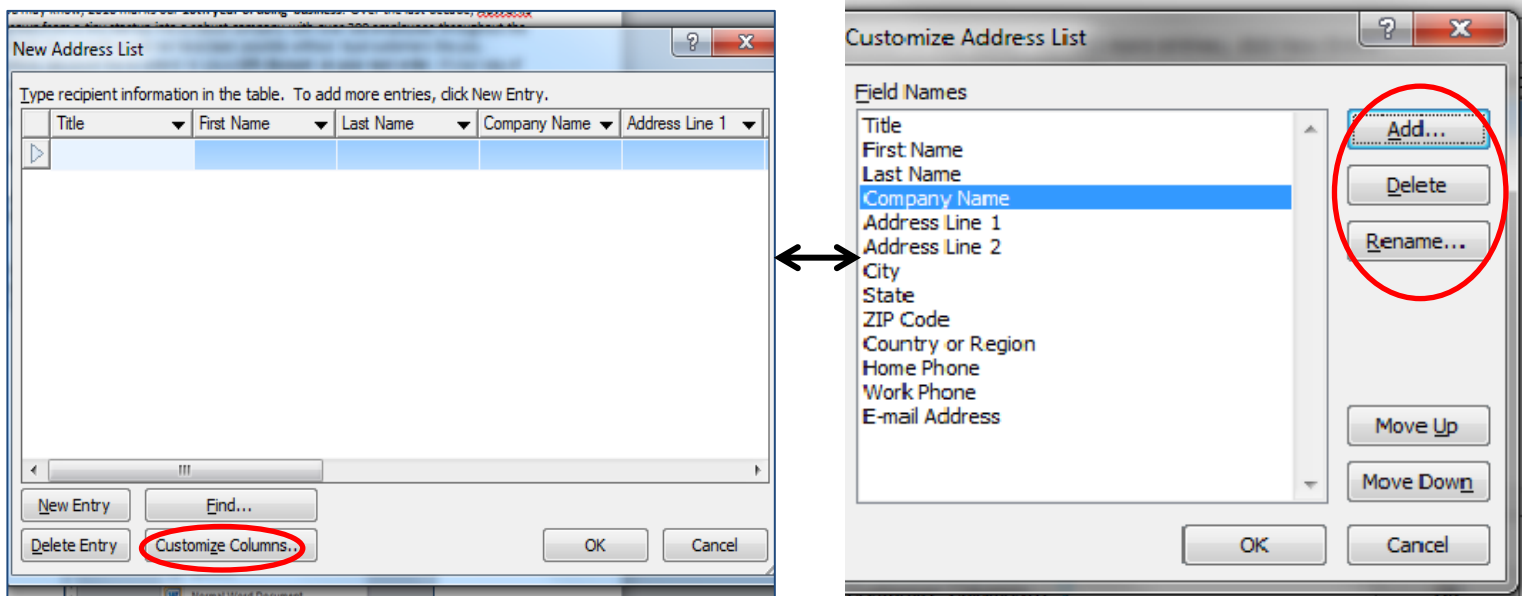 New Address List
Type recipient information in the table. To add more entries, click New Entry.
Title First Name Last Name Company Name Address Line 1
New Entry Find...
Delete Entry Customize Columns..
OK Cancel
Customize Address List
Field Names
Title
First Name
Last Name
Company Name
Address Line 1
Address Line 2
City
State
ZIP Code
Country or Region
Home Phone
Work Phone
E-mail Address
Add...
Delete
Rename...
Move Up
Move Down
OK Cancel
Normal Word Document